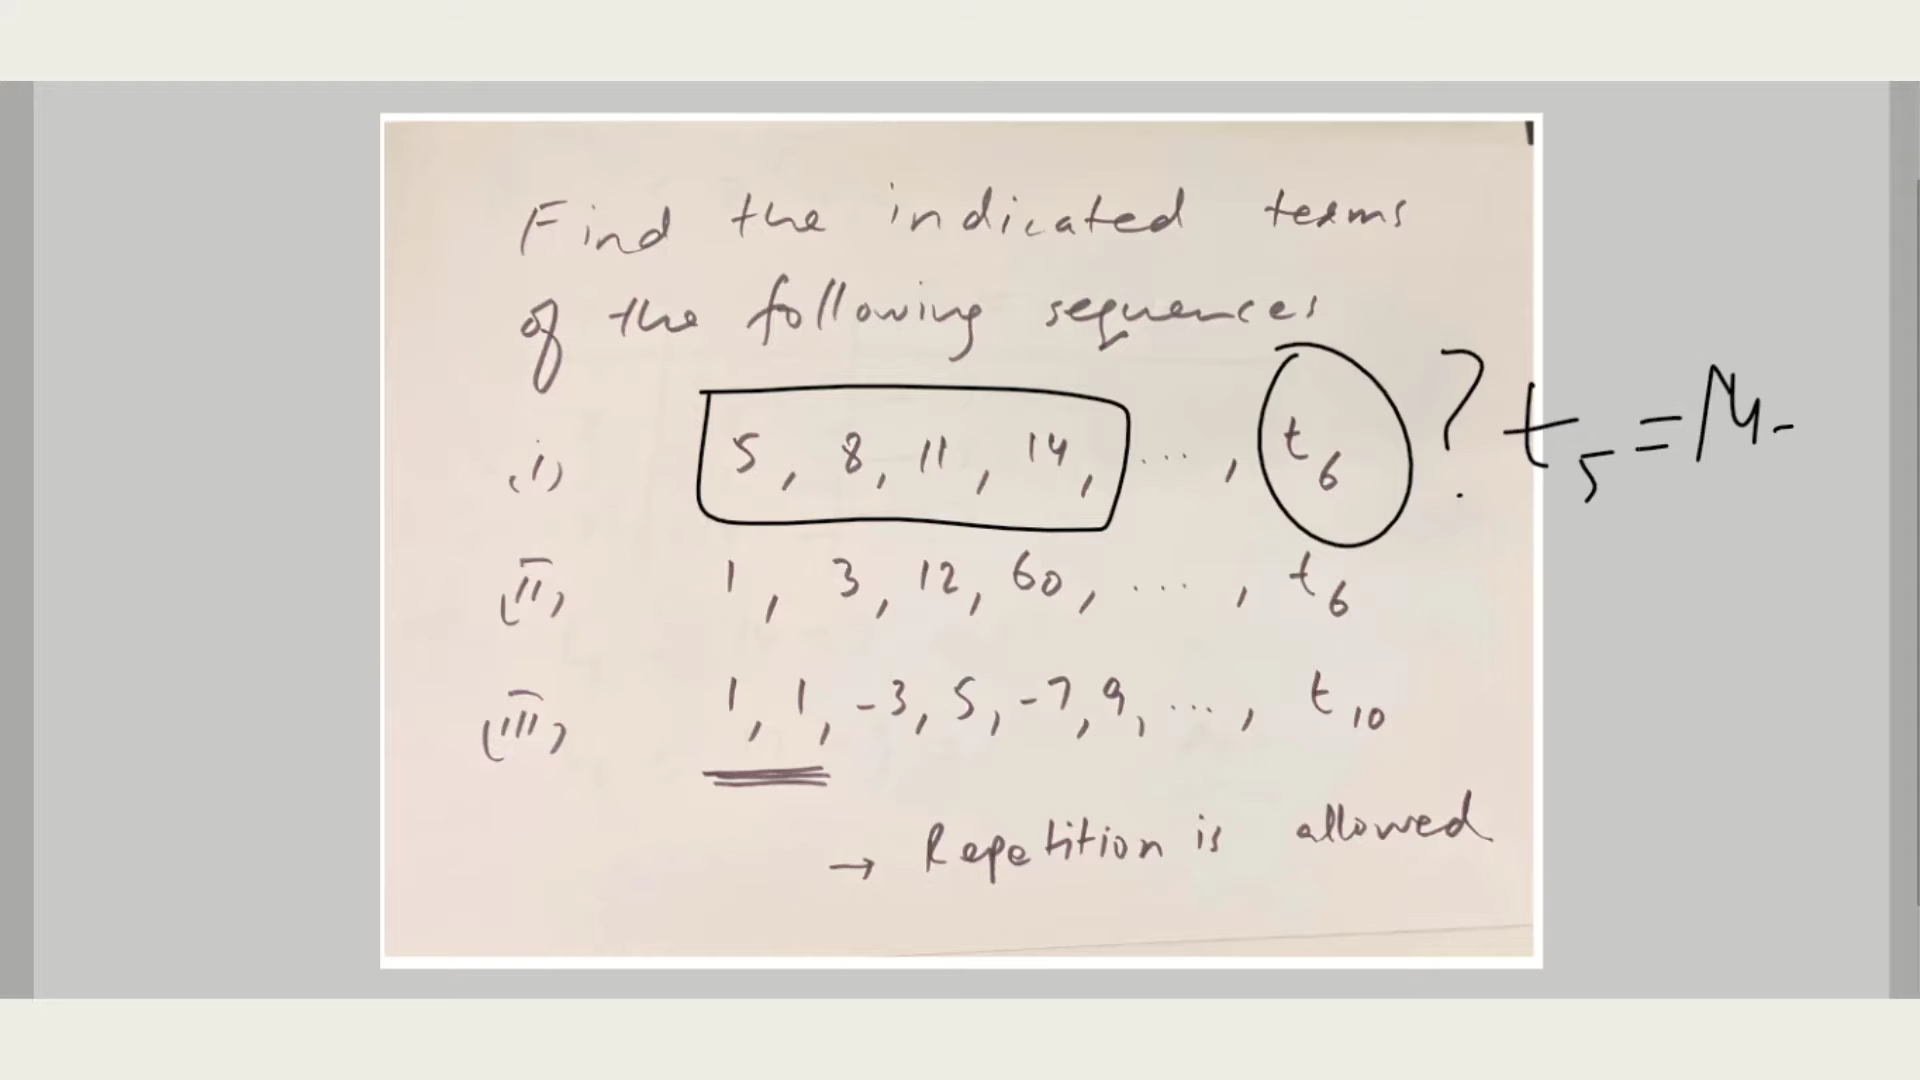 Find the indicated terms
of the following sequences
(i) 5, 8, 11, 14, ..., t6 ? t5 =
(ii) 1, 3, 12, 60, ..., t6
(iii) 1, 1, -3, 5, -7, 9, ..., t10
→ Repetition is allowed